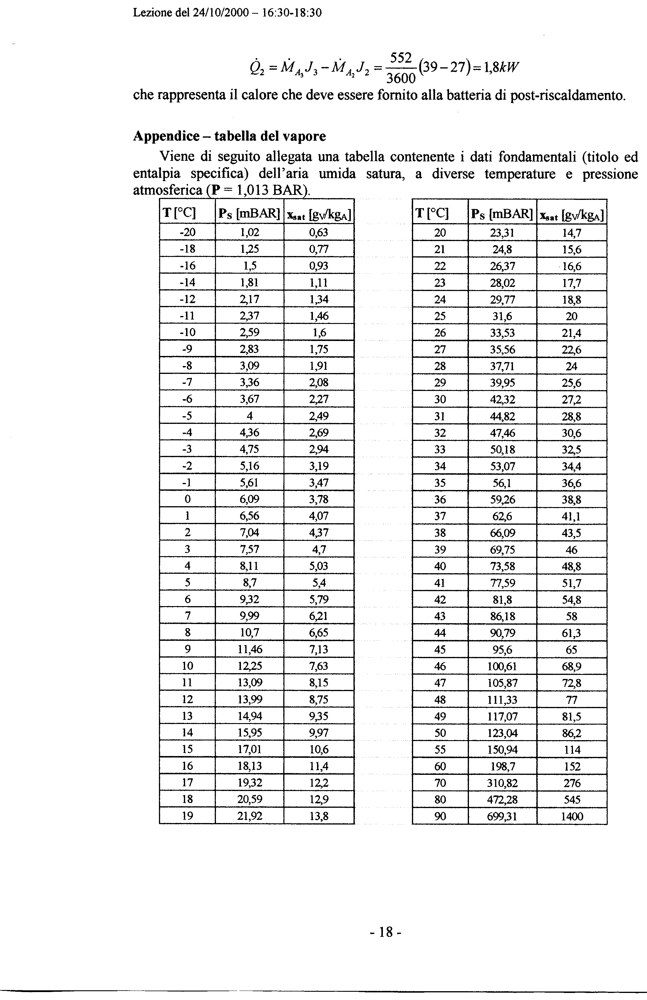 Lezione del 24/10/2000 – 16:30-18:30
Q̇₂ = Ṁ_A₃ J₃ − Ṁ_A₂ J₂ = 552/3600 (39 − 27) = 1,8kW
che rappresenta il calore che deve essere fornito alla batteria di post-riscaldamento.
Appendice – tabella del vapore
Viene di seguito allegata una tabella contenente i dati fondamentali (titolo ed
entalpia specifica) dell'aria umida satura, a diverse temperature e pressione
atmosferica (P = 1,013 BAR).
T [°C] PS [mBAR] xsat [gV/kgA] T [°C] PS [mBAR] xsat [gV/kgA]
-20 1,02 0,63 20 23,31 14,7
-18 1,25 0,77 21 24,8 15,6
-16 1,5 0,93 22 26,37 16,6
-14 1,81 1,11 23 28,02 17,7
-12 2,17 1,34 24 29,77 18,8
-11 2,37 1,46 25 31,6 20
-10 2,59 1,6 26 33,53 21,4
-9 2,83 1,75 27 35,56 22,6
-8 3,09 1,91 28 37,71 24
-7 3,36 2,08 29 39,95 25,6
-6 3,67 2,27 30 42,32 27,2
-5 4 2,49 31 44,82 28,8
-4 4,36 2,69 32 47,46 30,6
-3 4,75 2,94 33 50,18 32,5
-2 5,16 3,19 34 53,07 34,4
-1 5,61 3,47 35 56,1 36,6
0 6,09 3,78 36 59,26 38,8
1 6,56 4,07 37 62,6 41,1
2 7,04 4,37 38 66,09 43,5
3 7,57 4,7 39 69,75 46
4 8,11 5,03 40 73,58 48,8
5 8,7 5,4 41 77,59 51,7
6 9,32 5,79 42 81,8 54,8
7 9,99 6,21 43 86,18 58
8 10,7 6,65 44 90,79 61,3
9 11,46 7,13 45 95,6 65
10 12,25 7,63 46 100,61 68,9
11 13,09 8,15 47 105,87 72,8
12 13,99 8,75 48 111,33 77
13 14,94 9,35 49 117,07 81,5
14 15,95 9,97 50 123,04 86,2
15 17,01 10,6 55 150,94 114
16 18,13 11,4 60 198,7 152
17 19,32 12,2 70 310,82 276
18 20,59 12,9 80 472,28 545
19 21,92 13,8 90 699,31 1400
- 18 -